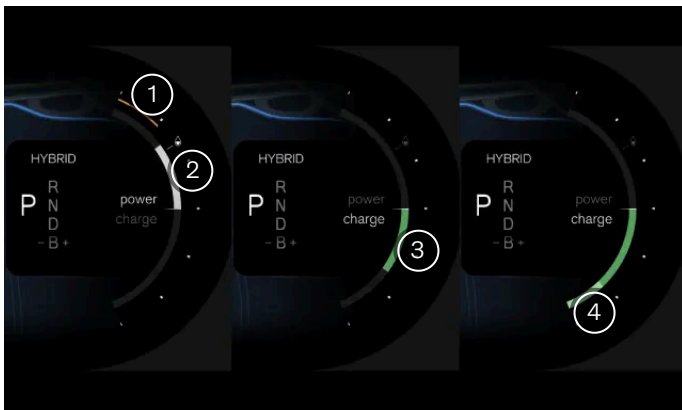 1
2
HYBRID
P
R
N
D
- B +
power
charge
HYBRID
P
R
N
D
- B +
power
charge
3
HYBRID
P
R
N
D
- B +
power
charge
4